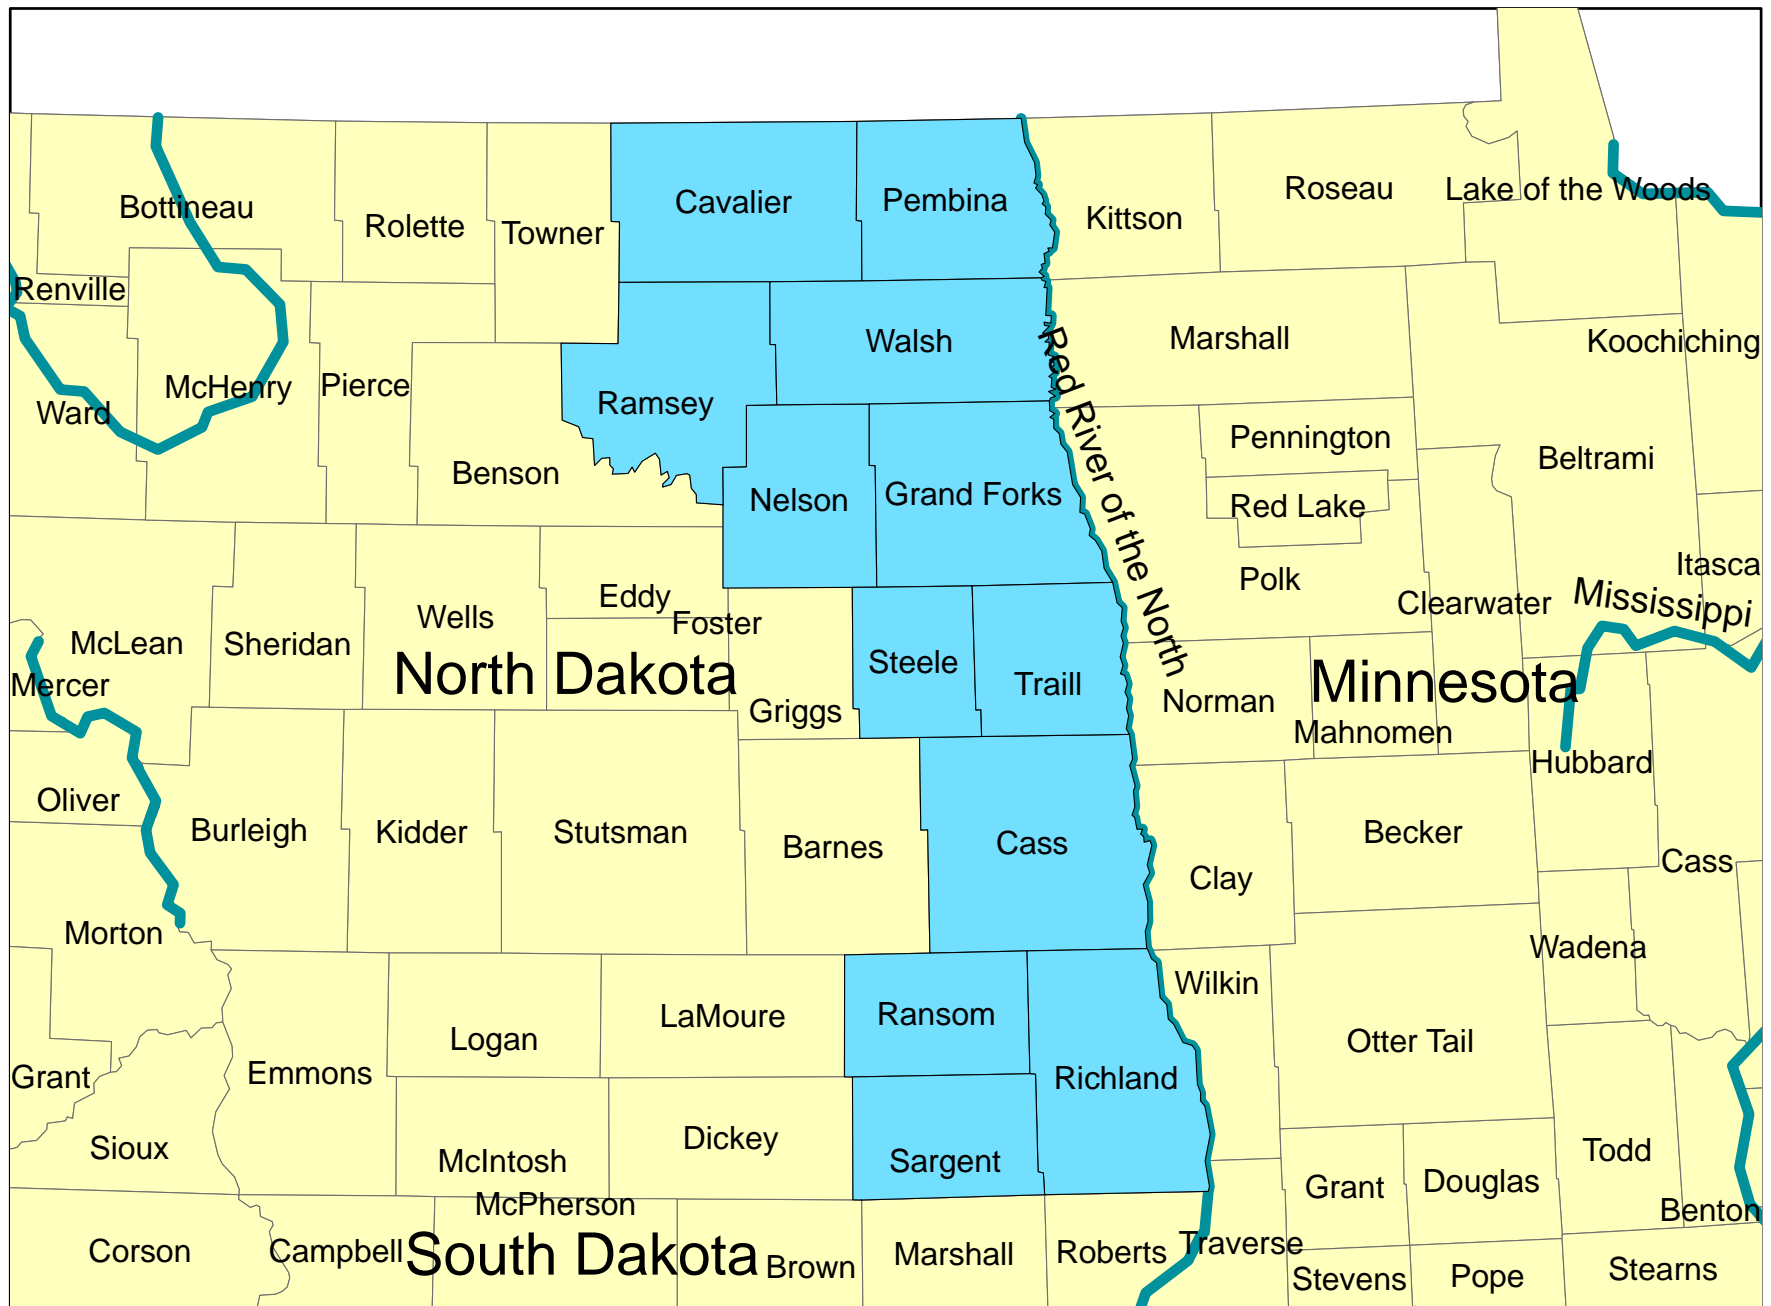 Cavalier
Pembina
Roseau
Lake of the Woods
Bottineau
Rolette
Towner
Kittson
Renville
Walsh
Marshall
Koochiching
McHenry
Pierce
Ramsey
Ward
Red River of the North
Pennington
Benson
Beltrami
Nelson
Grand Forks
Red Lake
Itasca
Polk
Eddy
Clearwater
Mississippi
Wells
Foster
McLean
Sheridan
Steele
North Dakota
Traill
Minnesota
Mercer
Norman
Griggs
Mahnomen
Hubbard
Oliver
Burleigh
Kidder
Stutsman
Barnes
Cass
Becker
Cass
Clay
Morton
Wadena
Wilkin
LaMoure
Ransom
Logan
Otter Tail
Grant
Emmons
Richland
Sioux
McIntosh
Dickey
Sargent
Todd
Grant
Douglas
McPherson
Benton
Corson
Campbell
South Dakota
Brown
Marshall
Roberts
Traverse
Stevens
Pope
Stearns